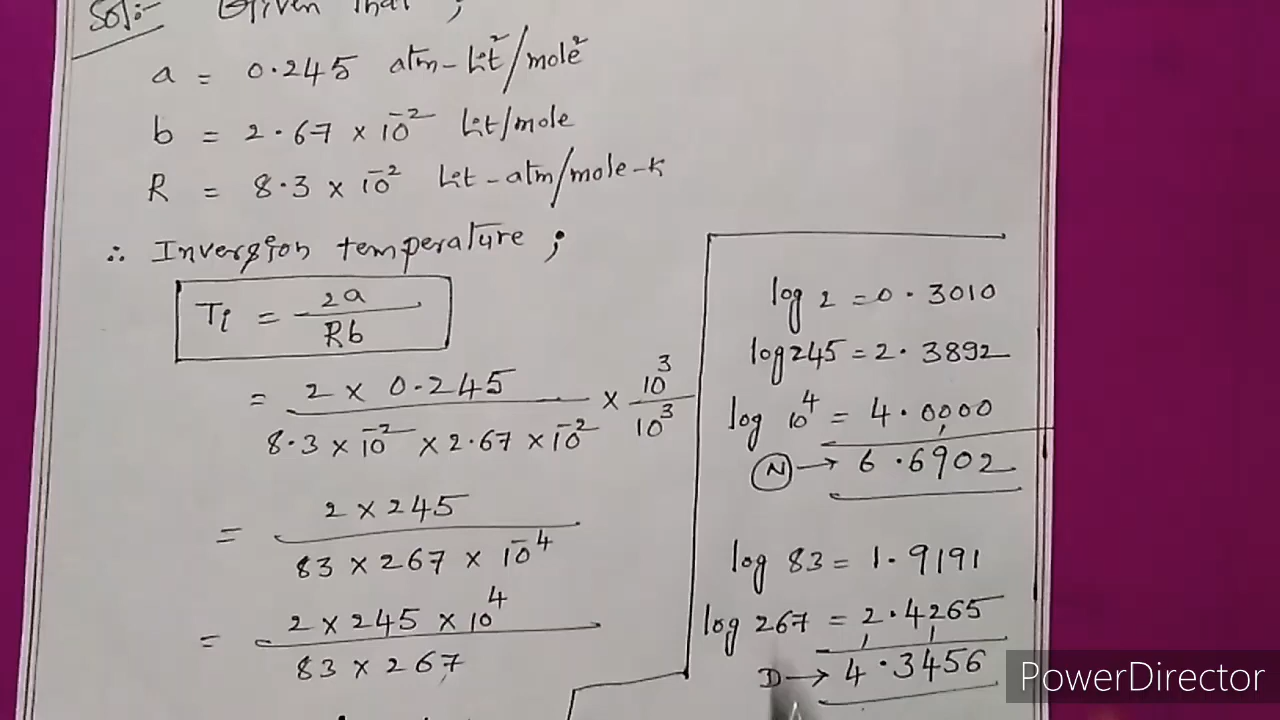 Sol:- Given that ;
a = 0.245 atm-Lit²/mole²
b = 2.67 × 10⁻² Lit/mole
R = 8.3 × 10⁻² Lit-atm/mole-K
∴ Inversion temperature ;
Ti = 2a / Rb
= 2 × 0.245 / 8.3 × 10⁻² × 2.67 × 10⁻² × 10³ / 10³
= 2 × 245 / 83 × 267 × 10⁻⁴
= 2 × 245 × 10⁴ / 83 × 267
log 2 = 0.3010
log 245 = 2.3892
log 10⁴ = 4.0000
N → 6.6902
log 83 = 1.9191
log 267 = 2.4265
D → 4.3456
PowerDirector